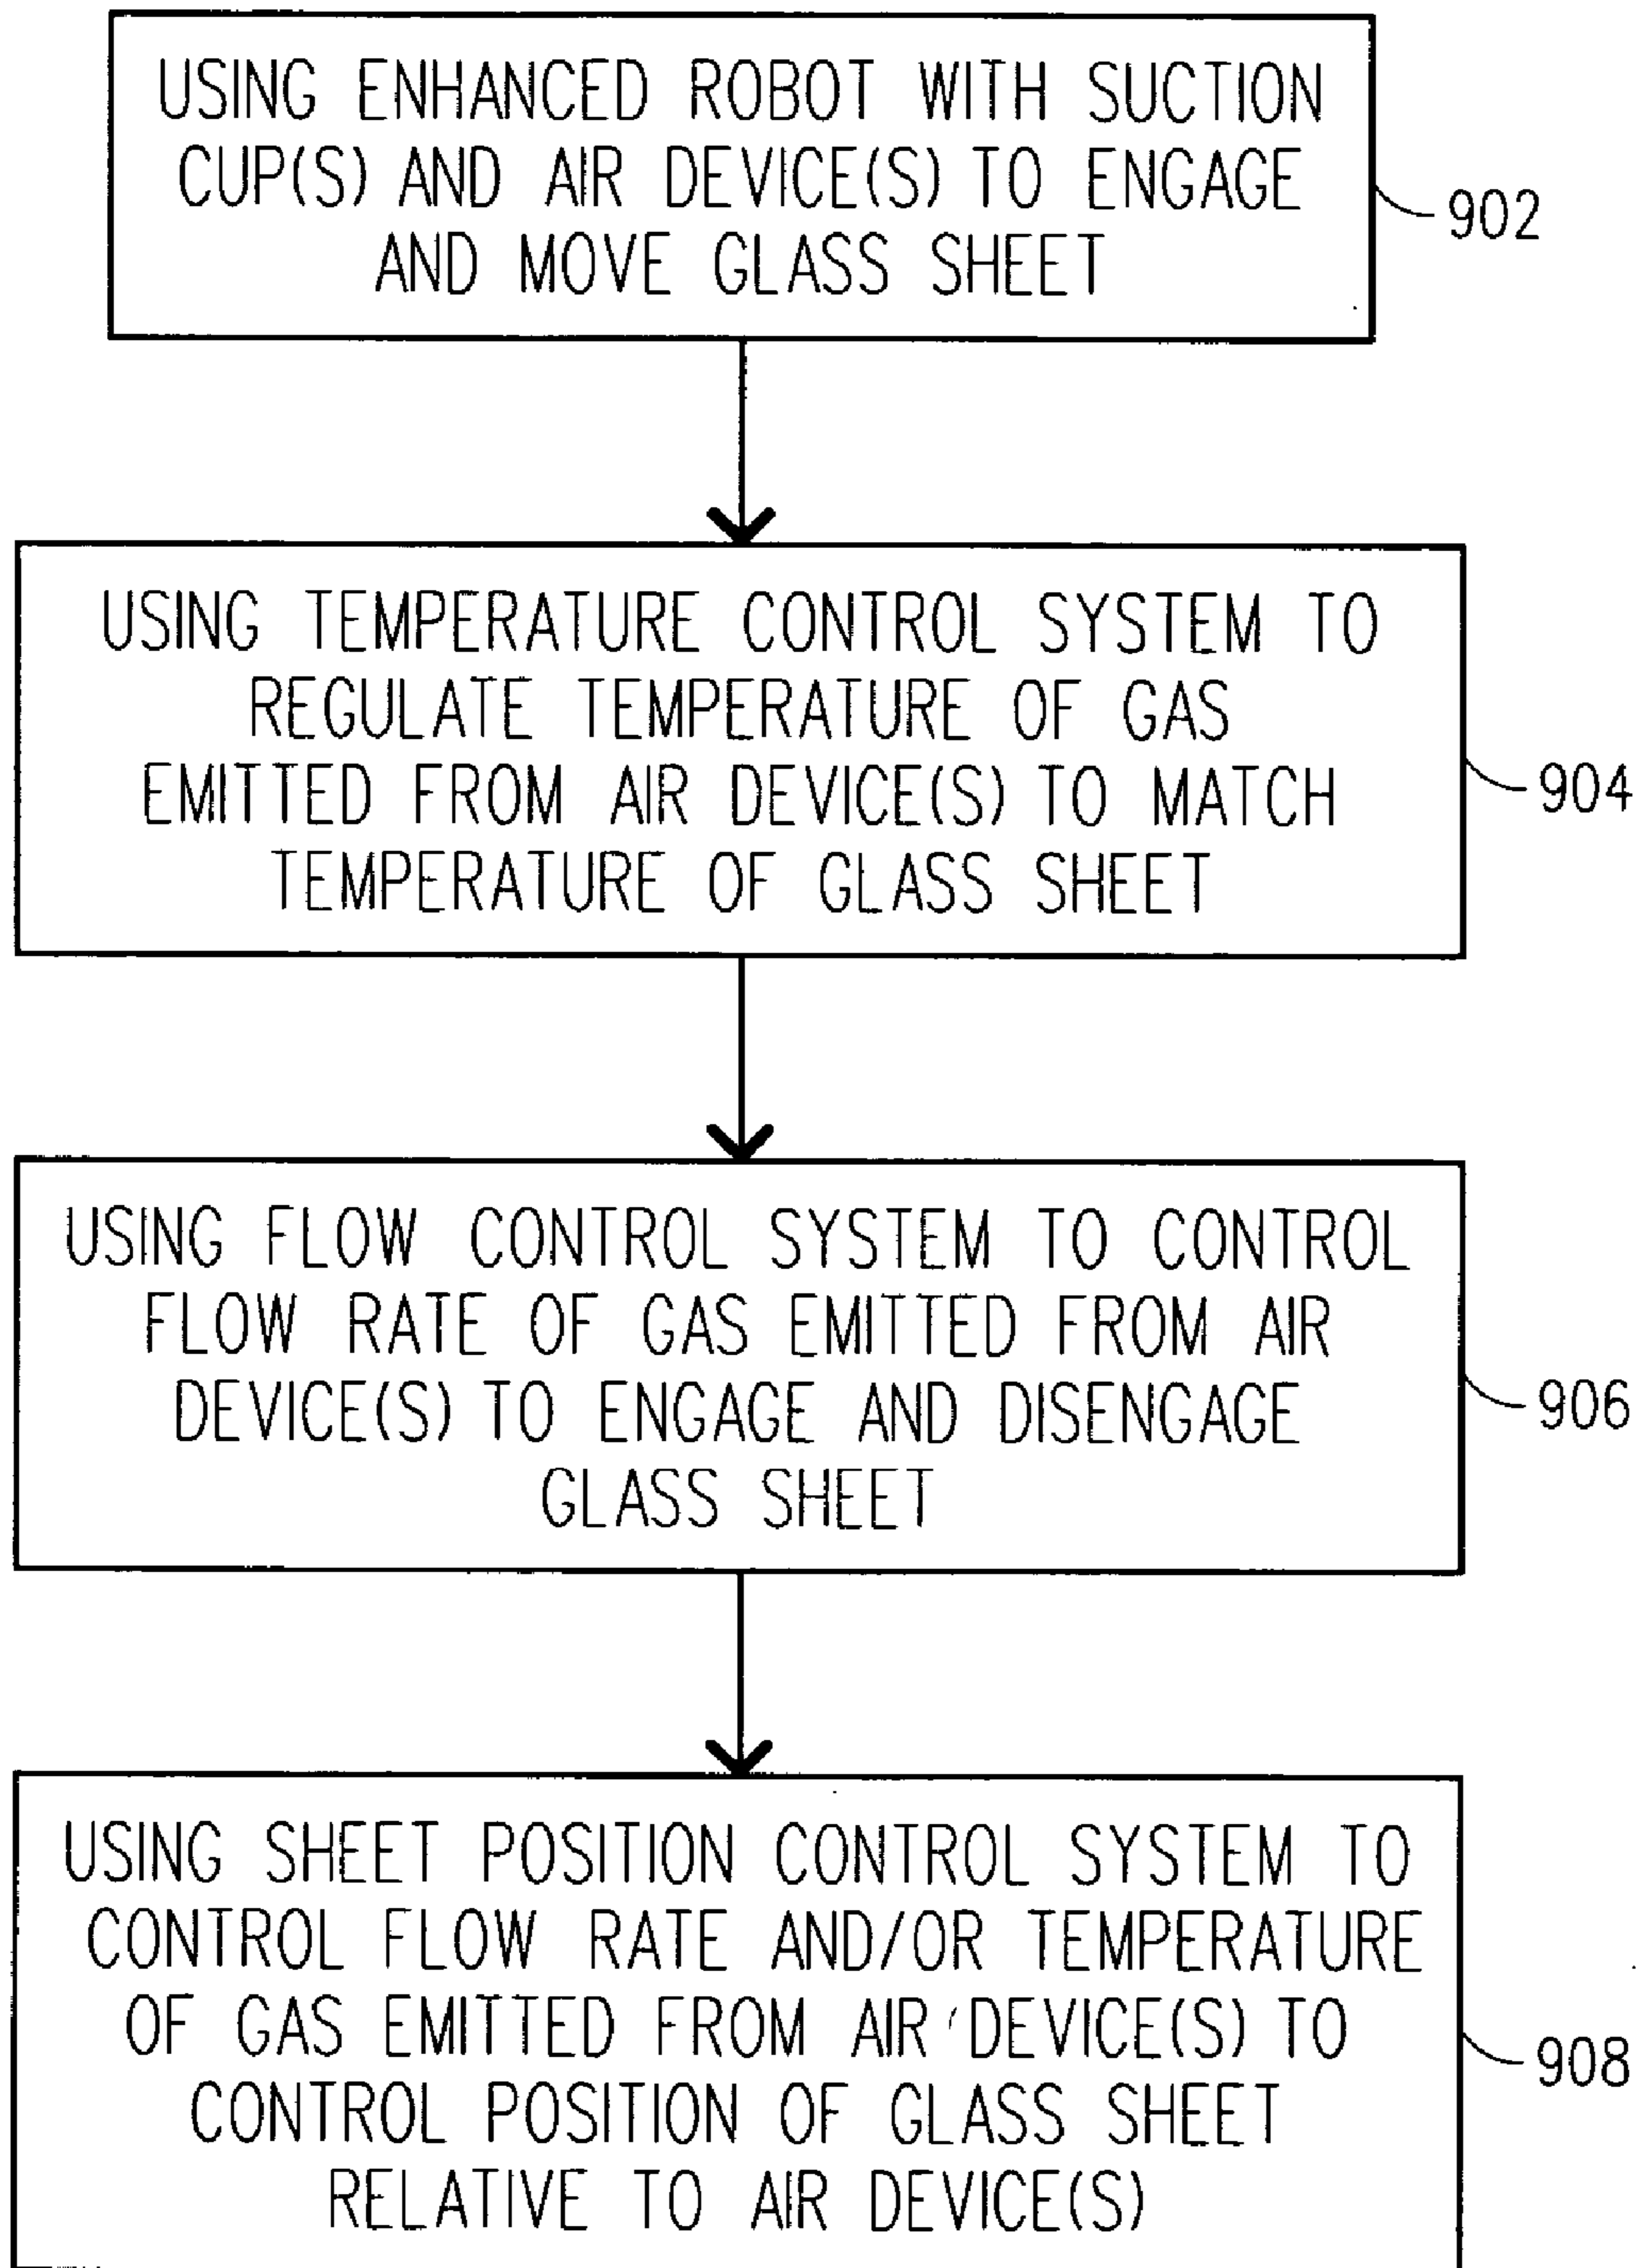 USING ENHANCED ROBOT WITH SUCTION
CUP(S) AND AIR DEVICE(S) TO ENGAGE
AND MOVE GLASS SHEET
902
USING TEMPERATURE CONTROL SYSTEM TO
REGULATE TEMPERATURE OF GAS
EMITTED FROM AIR DEVICE(S) TO MATCH
TEMPERATURE OF GLASS SHEET
904
USING FLOW CONTROL SYSTEM TO CONTROL
FLOW RATE OF GAS EMITTED FROM AIR
DEVICE(S) TO ENGAGE AND DISENGAGE
GLASS SHEET
906
USING SHEET POSITION CONTROL SYSTEM TO
CONTROL FLOW RATE AND/OR TEMPERATURE
OF GAS EMITTED FROM AIR DEVICE(S) TO
CONTROL POSITION OF GLASS SHEET
RELATIVE TO AIR DEVICE(S)
908